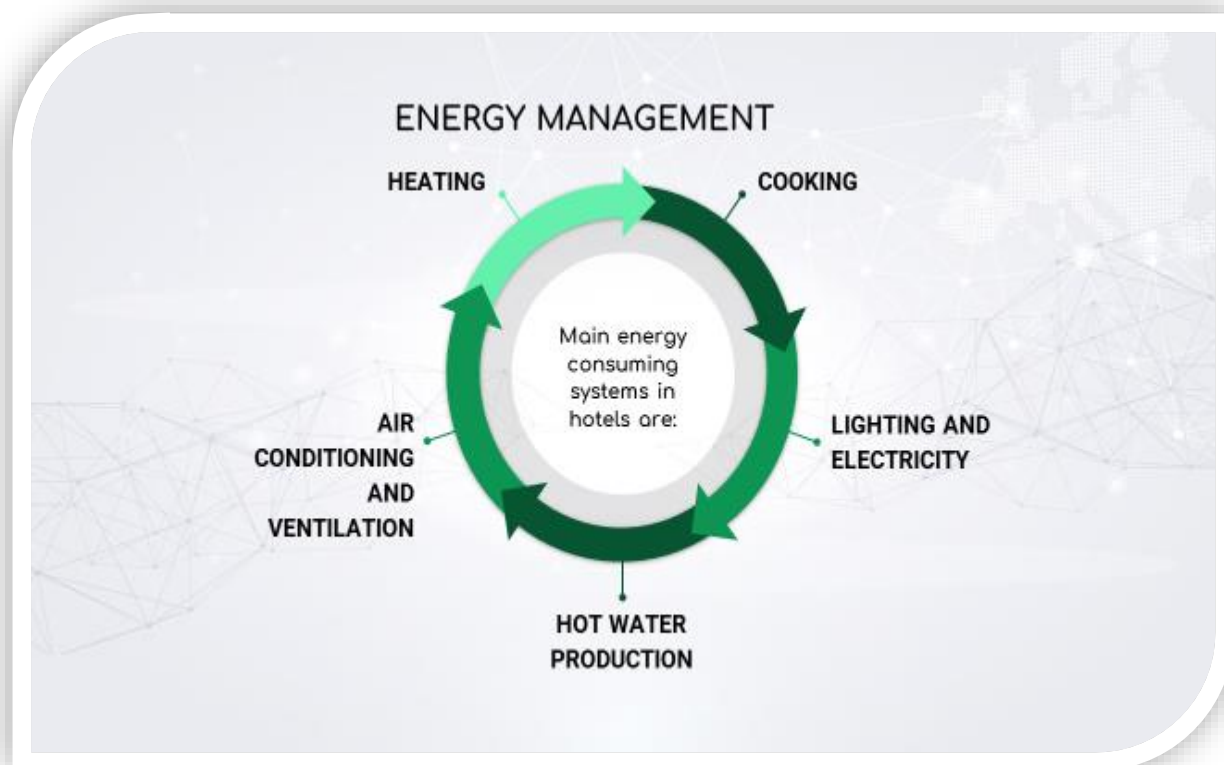 ENERGY MANAGEMENT
HEATING
COOKING
Main energy
consuming
systems in
hotels are:
AIR
CONDITIONING
AND
VENTILATION
LIGHTING AND
ELECTRICITY
HOT WATER
PRODUCTION